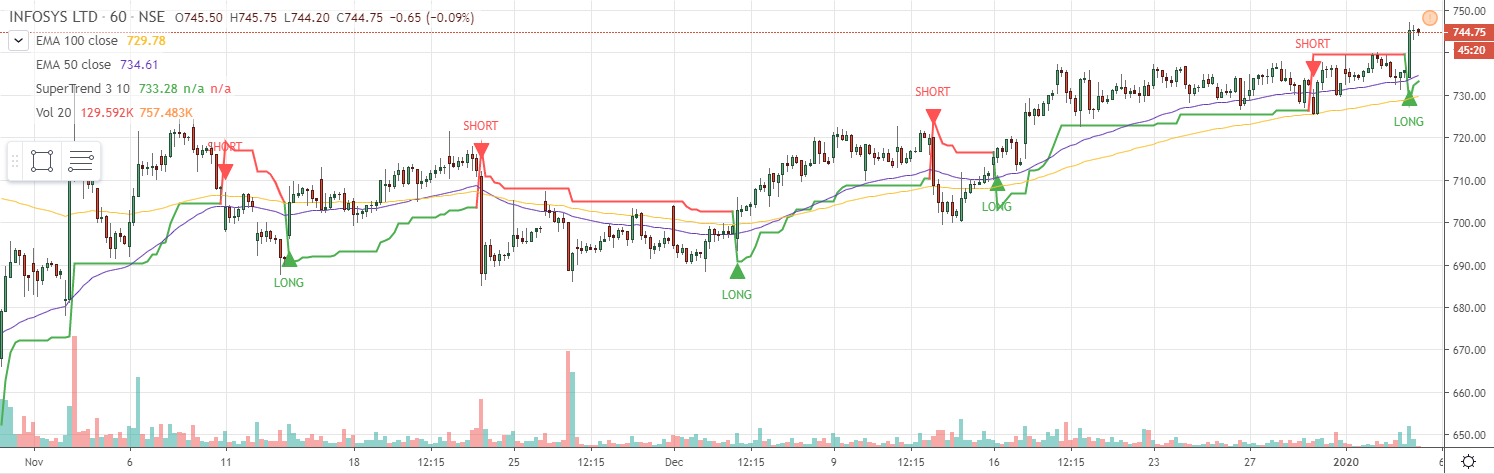 INFOSYS LTD · 60 · NSE O745.50 H745.75 L744.20 C744.75 −0.65 (−0.09%)
EMA 100 close 729.78
EMA 50 close 734.61
SuperTrend 3 10 733.28 n/a n/a
Vol 20 129.592K 757.483K
SHORT
SHORT
SHORT
SHORT
LONG
LONG
LONG
LONG
750.00
744.75
45:20
730.00
720.00
710.00
700.00
690.00
680.00
670.00
660.00
650.00
Nov 6 11 18 12:15 25 12:15 Dec 12:15 9 12:15 16 12:15 23 27 2020 6